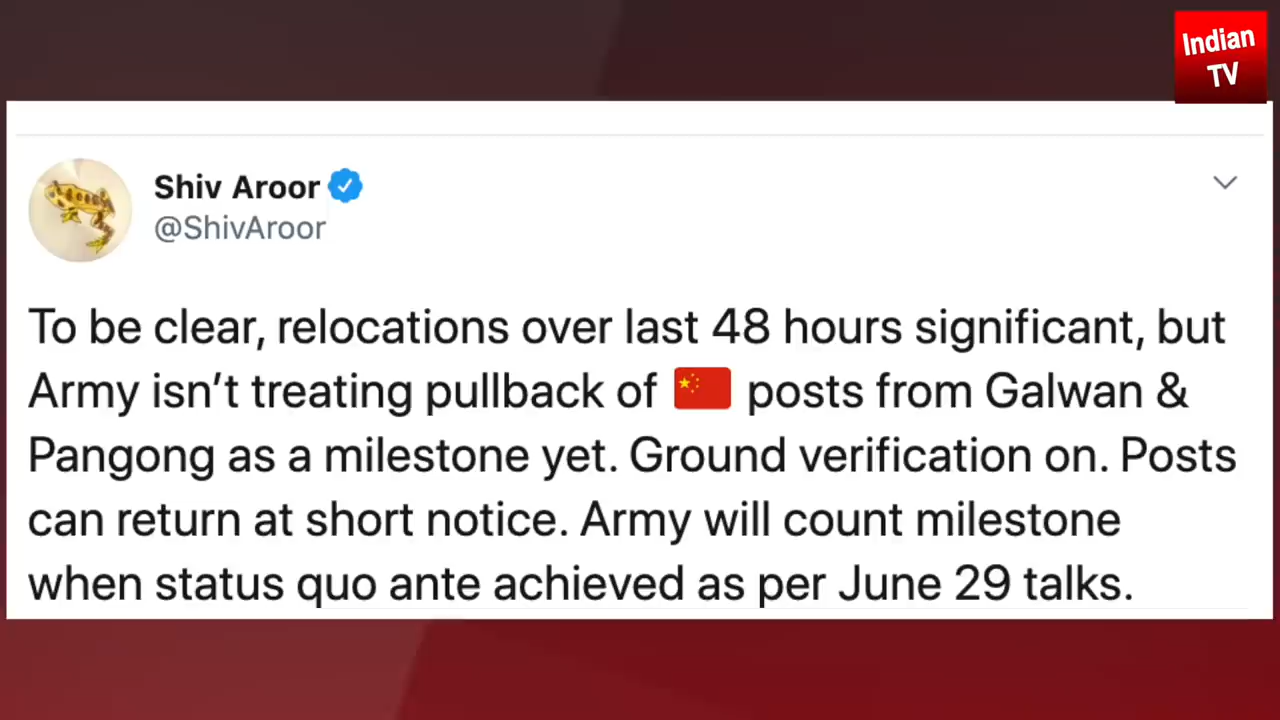 Indian
TV
Shiv Aroor
@ShivAroor
To be clear, relocations over last 48 hours significant, but
Army isn’t treating pullback of 🇨🇳 posts from Galwan &
Pangong as a milestone yet. Ground verification on. Posts
can return at short notice. Army will count milestone
when status quo ante achieved as per June 29 talks.